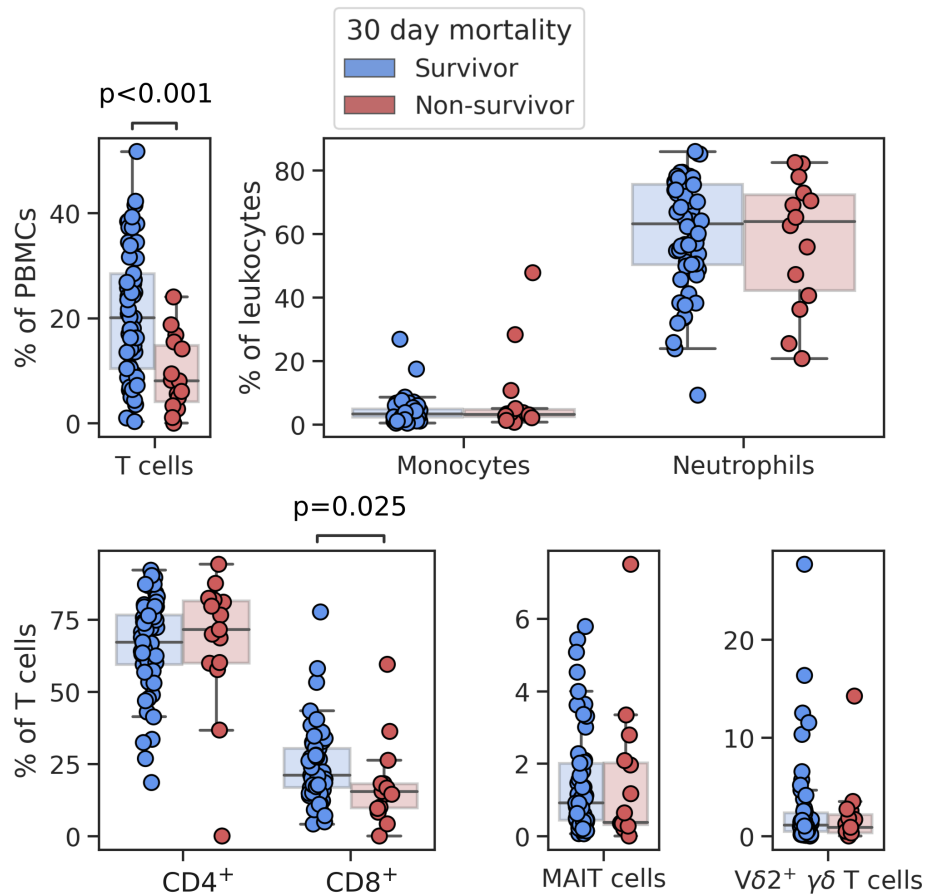 30 day mortality
Survivor
Non-survivor
p<0.001
% of PBMCs
40
20
0
T cells
% of leukocytes
80
60
40
20
0
Monocytes
Neutrophils
p=0.025
% of T cells
75
50
25
0
CD4⁺
CD8⁺
6
4
2
0
MAIT cells
20
10
0
Vδ2⁺ γδ T cells